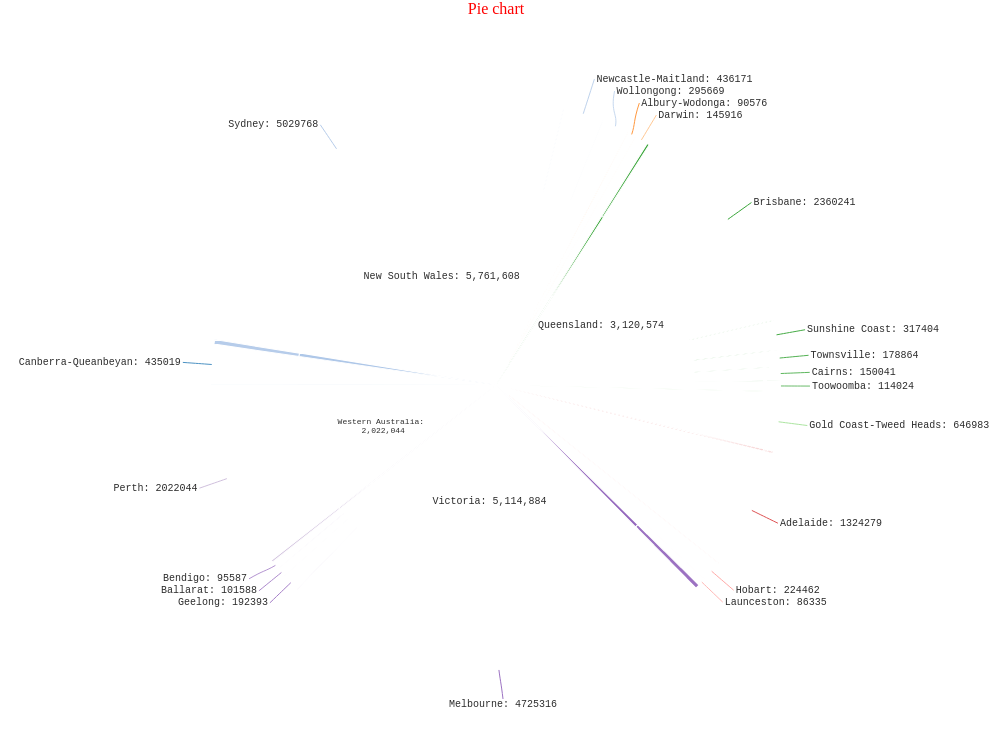 Pie chart
Newcastle-Maitland: 436171
Wollongong: 295669
Albury-Wodonga: 90576
Darwin: 145916
Sydney: 5029768
Brisbane: 2360241
New South Wales: 5,761,608
Queensland: 3,120,574
Sunshine Coast: 317404
Townsville: 178864
Canberra-Queanbeyan: 435019
Cairns: 150041
Toowoomba: 114024
Western Australia:
2,022,044
Gold Coast-Tweed Heads: 646983
Perth: 2022044
Victoria: 5,114,884
Adelaide: 1324279
Bendigo: 95587
Ballarat: 101588
Hobart: 224462
Geelong: 192393
Launceston: 86335
Melbourne: 4725316